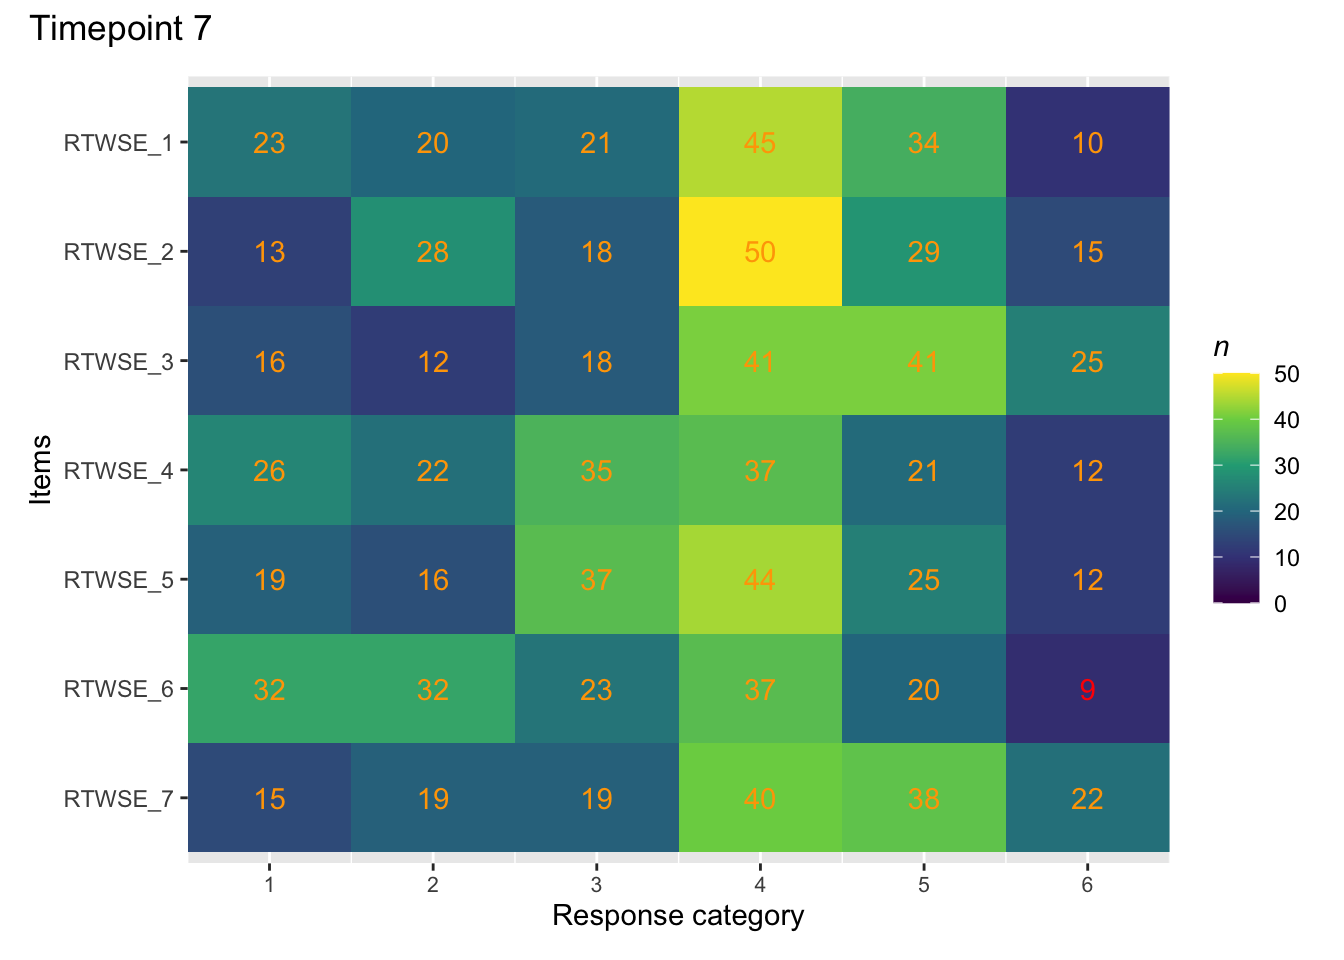 Timepoint 7
RTWSE_1 23 20 21 45 34 10
RTWSE_2 13 28 18 50 29 15
RTWSE_3 16 12 18 41 41 25
RTWSE_4 26 22 35 37 21 12
RTWSE_5 19 16 37 44 25 12
RTWSE_6 32 32 23 37 20 9
RTWSE_7 15 19 19 40 38 22
1 2 3 4 5 6
Response category
Items
n
50
40
30
20
10
0